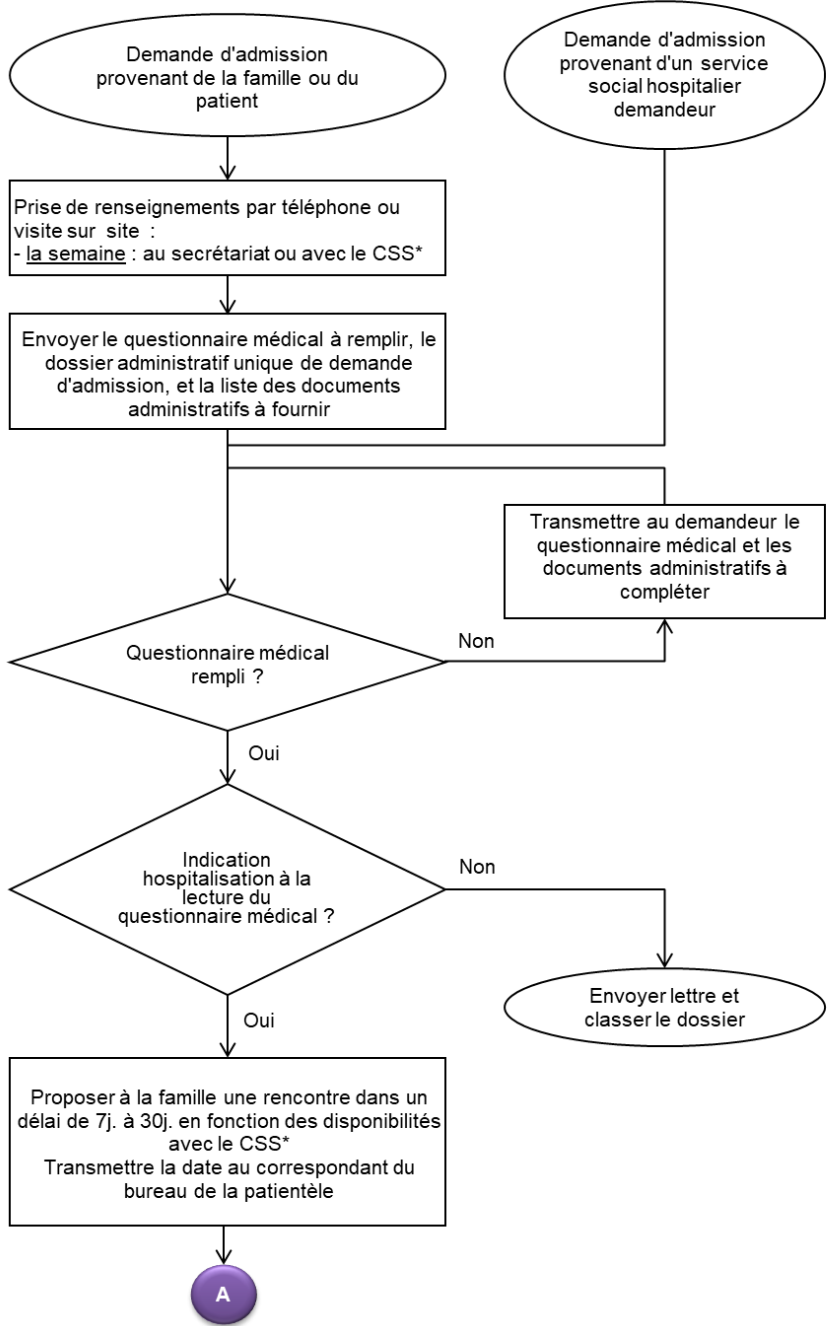 Demande d'admission
provenant de la famille ou du
patient
Demande d'admission
provenant d'un service
social hospitalier
demandeur
Prise de renseignements par téléphone ou
visite sur site :
- la semaine : au secrétariat ou avec le CSS*
Envoyer le questionnaire médical à remplir, le
dossier administratif unique de demande
d'admission, et la liste des documents
administratifs à fournir
Transmettre au demandeur le
questionnaire médical et les
documents administratifs à
compléter
Questionnaire médical
rempli ?
Non
Oui
Indication
hospitalisation à la
lecture du
questionnaire médical ?
Non
Envoyer lettre et
classer le dossier
Oui
Proposer à la famille une rencontre dans un
délai de 7j. à 30j. en fonction des disponibilités
avec le CSS*
Transmettre la date au correspondant du
bureau de la patientèle
A